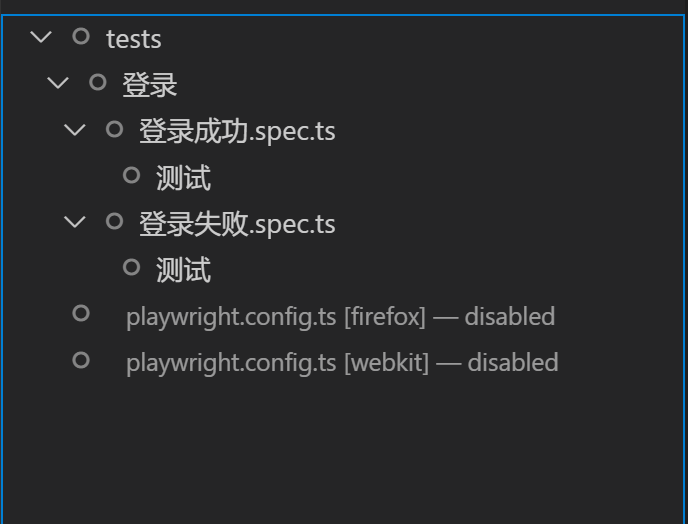 tests
登录
登录成功.spec.ts
测试
登录失败.spec.ts
测试
playwright.config.ts [firefox] — disabled
playwright.config.ts [webkit] — disabled